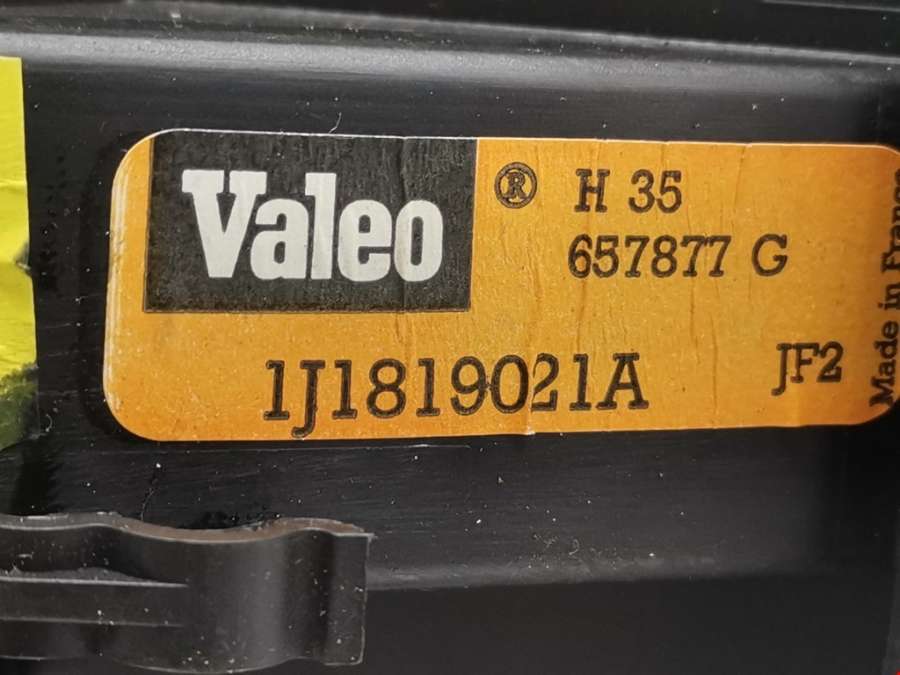 Valeo ® H 35
657877 G
1J1819021A JF2
Made in France